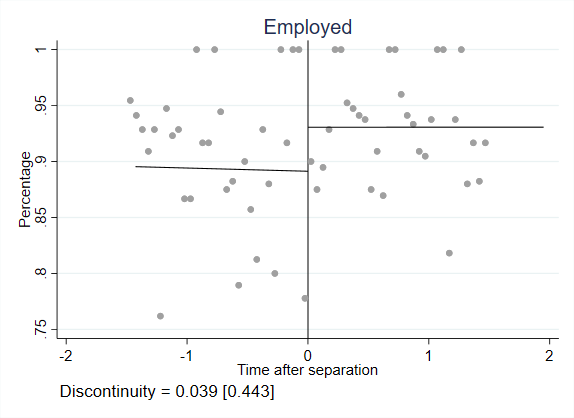 Employed
Percentage
1
.95
.9
.85
.8
.75
-2 -1 0 1 2
Time after separation
Discontinuity = 0.039 [0.443]